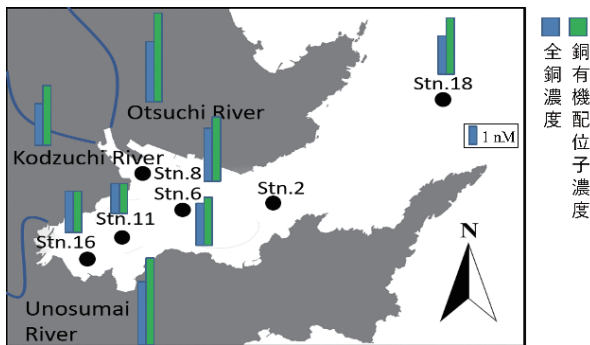 Otsuchi River
Kodzuchi River
Stn.18
1 nM
Stn.8
Stn.6
Stn.2
Stn.11
Stn.16
N
Unosumai
River
全銅濃度
銅有機配位子濃度